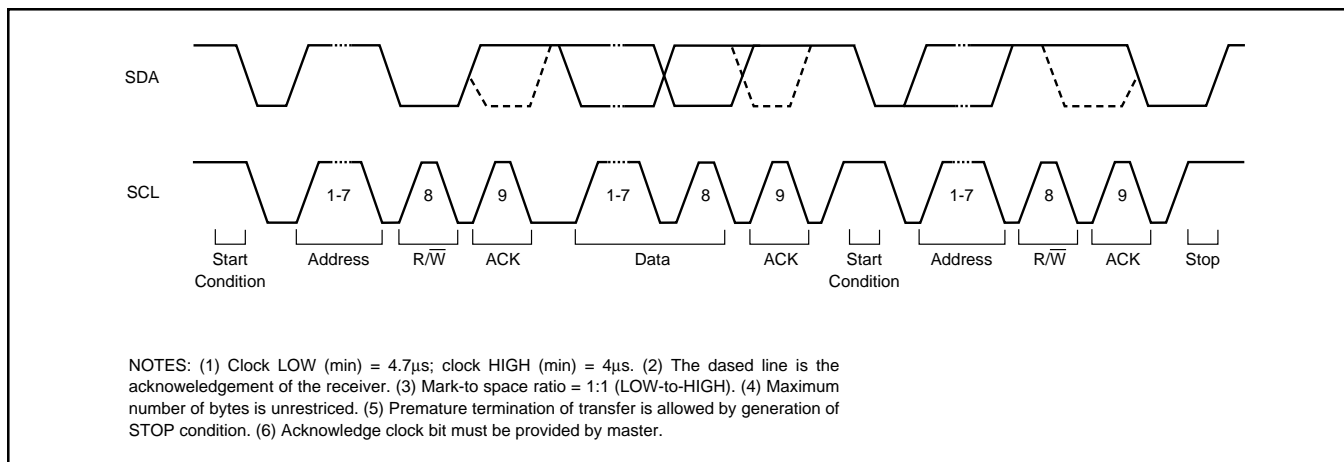 SDA
SCL
1-7 8 9 1-7 8 9 1-7 8 9
Start Condition Address R/W̅ ACK Data ACK Start Condition Address R/W̅ ACK Stop
NOTES: (1) Clock LOW (min) = 4.7µs; clock HIGH (min) = 4µs. (2) The dased line is the
acknoweledgement of the receiver. (3) Mark-to space ratio = 1:1 (LOW-to-HIGH). (4) Maximum
number of bytes is unrestriced. (5) Premature termination of transfer is allowed by generation of
STOP condition. (6) Acknowledge clock bit must be provided by master.